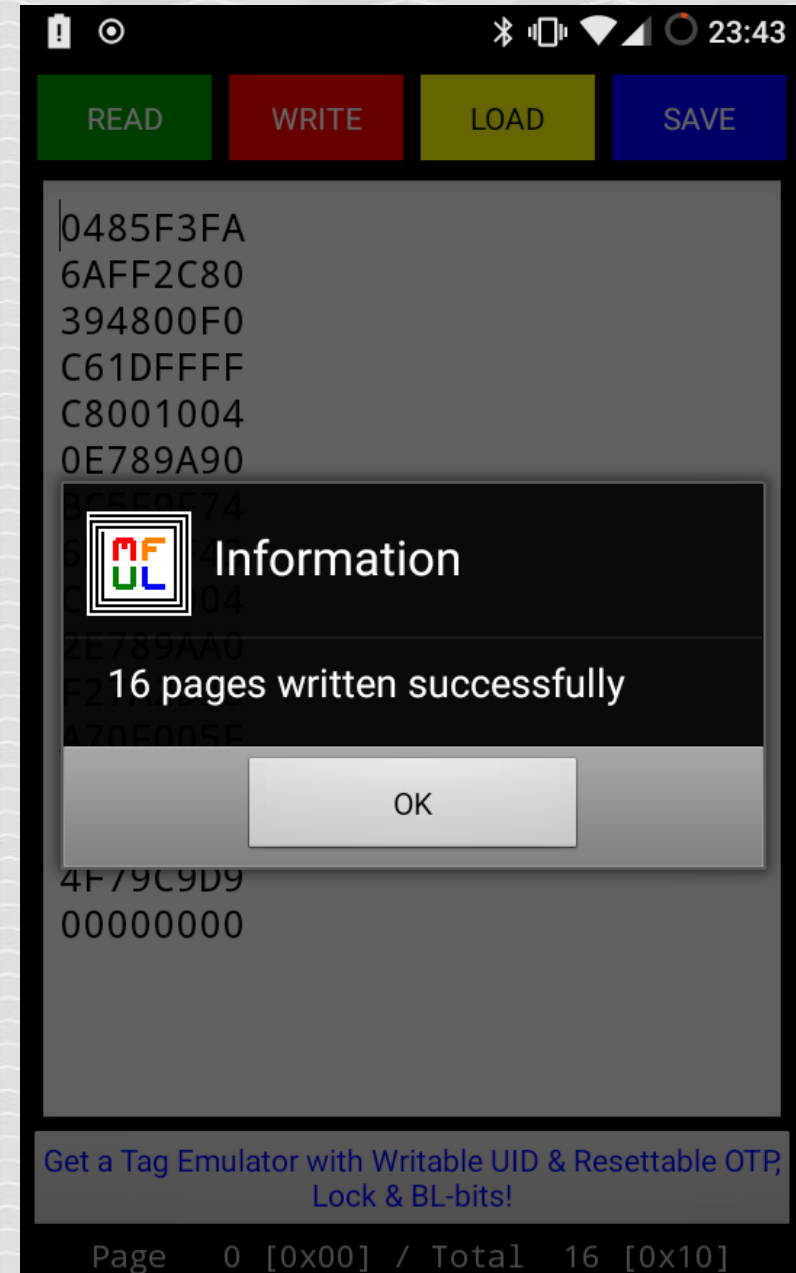 23:43
READ WRITE LOAD SAVE
0485F3FA
6AFF2C80
394800F0
C61DFFFF
C8001004
0E789A90
MF
UL
Information
2E789AA0
16 pages written successfully
OK
4F79C9D9
00000000
Get a Tag Emulator with Writable UID & Resettable OTP,
Lock & BL-bits!
Page 0 [0x00] / Total 16 [0x10]